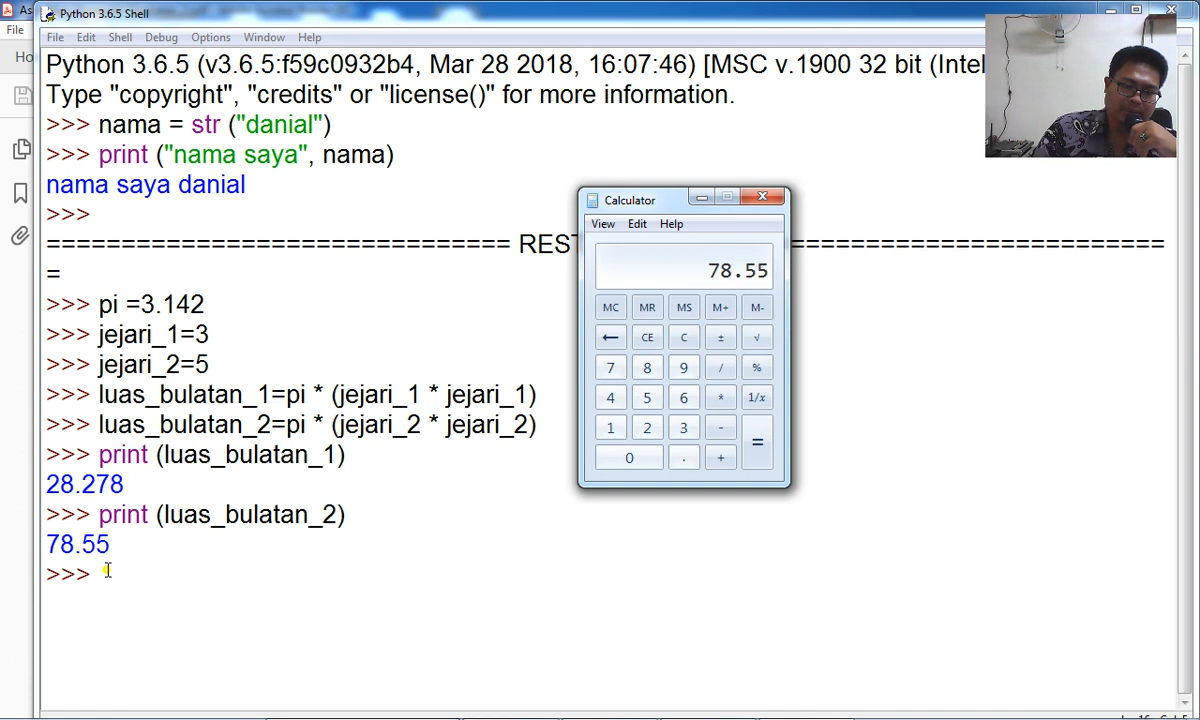 As
Python 3.6.5 Shell
File
File Edit Shell Debug Options Window Help
Ho
Python 3.6.5 (v3.6.5:f59c0932b4, Mar 28 2018, 16:07:46) [MSC v.1900 32 bit (Intel
Type "copyright", "credits" or "license()" for more information.
>>> nama = str ("danial")
>>> print ("nama saya", nama)
nama saya danial
>>>
=============================== REST =========================
=
>>> pi =3.142
>>> jejari_1=3
>>> jejari_2=5
>>> luas_bulatan_1=pi * (jejari_1 * jejari_1)
>>> luas_bulatan_2=pi * (jejari_2 * jejari_2)
>>> print (luas_bulatan_1)
28.278
>>> print (luas_bulatan_2)
78.55
>>>
Calculator
View Edit Help
78.55
MC MR MS M+ M-
← CE C ± √
7 8 9 / %
4 5 6 * 1/x
1 2 3 - =
0 . +